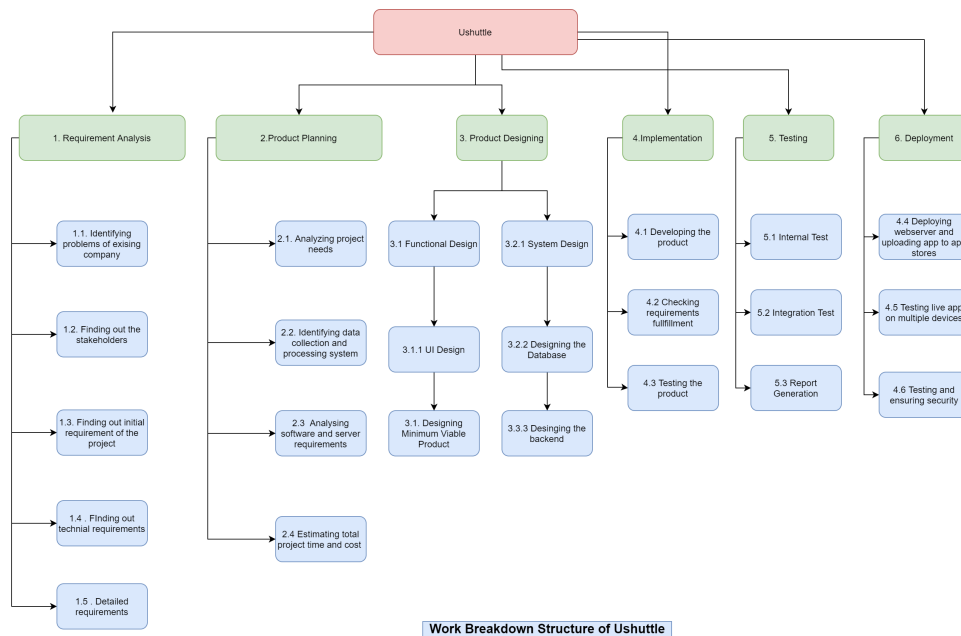 Ushuttle
1. Requirement Analysis
2.Product Planning
3. Product Designing
4.Implementation
5. Testing
6. Deployment
1.1. Identifying
problems of exising
company
1.2. Finding out the
stakeholders
1.3. Finding out initial
requirement of the
project
1.4 . FInding out
technial requirements
1.5 . Detailed
requirements
2.1. Analyzing project
needs
2.2. Identifying data
collection and
processing system
2.3 Analysing
software and server
requirements
2.4 Estimating total
project time and cost
3.1 Functional Design
3.1.1 UI Design
3.1. Designing
Minimum Viable
Product
3.2.1 System Design
3.2.2 Designing the
Database
3.3.3 Desinging the
backend
4.1 Developing the
product
4.2 Checking
requirements
fullfillment
4.3 Testing the
product
5.1 Internal Test
5.2 Integration Test
5.3 Report
Generation
4.4 Deploying
webserver and
uploading app to app
stores
4.5 Testing live app
on multiple devices
4.6 Testing and
ensuring security
Work Breakdown Structure of Ushuttle